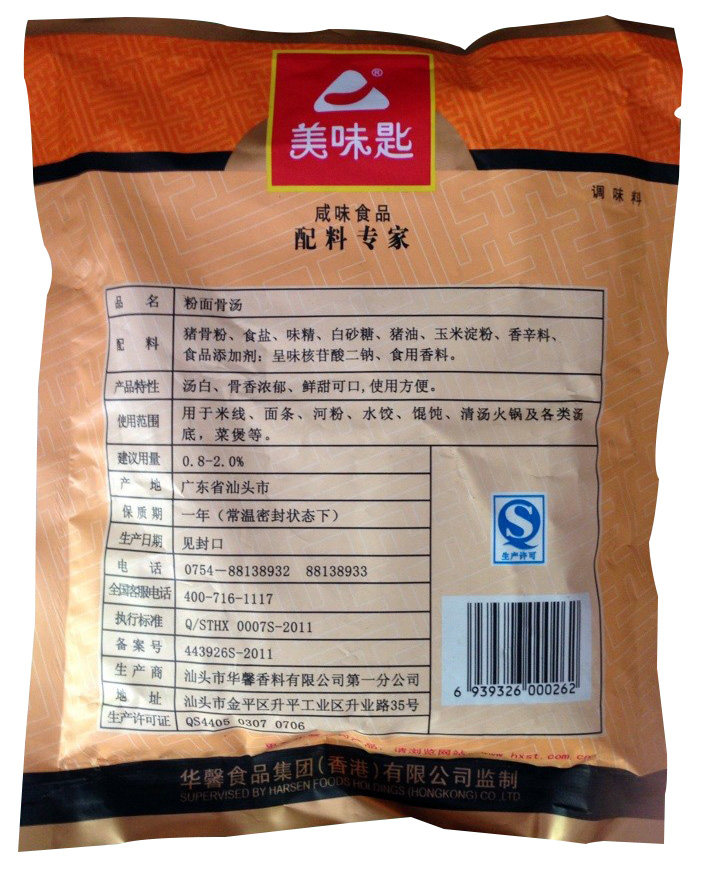 ®
美味匙
调味料
咸味食品
配料专家
品名 粉面骨汤
配料 猪骨粉、食盐、味精、白砂糖、猪油、玉米淀粉、香辛料、
食品添加剂：呈味核苷酸二钠、食用香料。
产品特性 汤白、骨香浓郁、鲜甜可口,使用方便。
使用范围 用于米线、面条、河粉、水饺、馄饨、清汤火锅及各类汤
底，菜煲等。
建议用量 0.8-2.0%
产地 广东省汕头市
保质期 一年（常温密封状态下）
生产日期 见封口
电话 0754—88138932 88138933
全国客服电话 400-716-1117
执行标准 Q/STHX 0007S-2011
备案号 443926S-2011
生产商 汕头市华馨香料有限公司第一分公司
地址 汕头市金平区升平工业区升业路35号
生产许可证 QS4405 0307 0706
S
生产许可
6 939326 000262
请浏览网站：www.hxst.com.cn
华馨食品集团(香港)有限公司监制
SUPERVISED BY HARSEN FOODS HOLDINGS (HONGKONG) CO.,LTD.